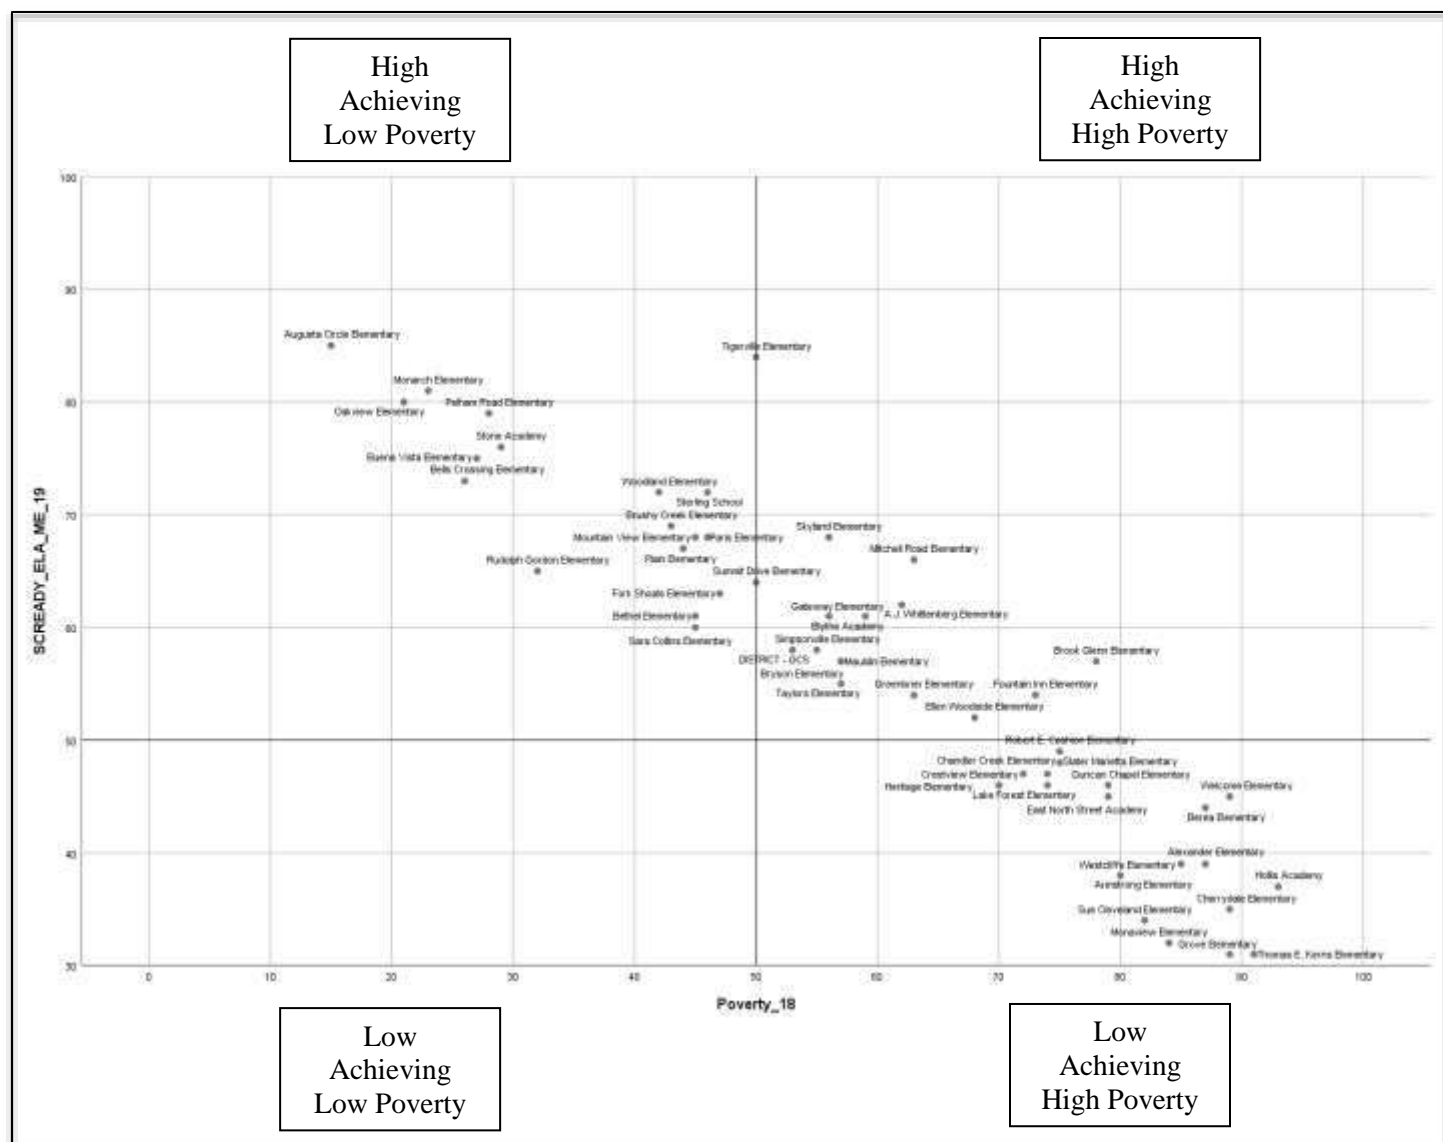 High
Achieving
Low Poverty
High
Achieving
High Poverty
100
90
80
70
60
50
40
30
SCREADY_ELA_ME_19
Augusta Circle Elementary
Tigerville Elementary
Monarch Elementary
Pelham Road Elementary
Oakview Elementary
Stone Academy
Buena Vista Elementary
Bells Crossing Elementary
Woodland Elementary
Sterling School
Brushy Creek Elementary
Skyland Elementary
Mountain View Elementary
Paris Elementary
Mitchell Road Elementary
Plain Elementary
Rudolph Gordon Elementary
Summit Drive Elementary
Fork Shoals Elementary
Gateway Elementary
A.J. Whittenberg Elementary
Bethel Elementary
Blythe Academy
Sara Collins Elementary
Simpsonville Elementary
Brook Glenn Elementary
DISTRICT - GCS
Mauldin Elementary
Bryson Elementary
Greenbrier Elementary
Fountain Inn Elementary
Taylors Elementary
Ellen Woodside Elementary
Robert E. Cashion Elementary
Chandler Creek Elementary
Slater Marietta Elementary
Crestview Elementary
Duncan Chapel Elementary
Heritage Elementary
Welcome Elementary
Lake Forest Elementary
East North Street Academy
Berea Elementary
Alexander Elementary
Westcliffe Elementary
Hollis Academy
Armstrong Elementary
Cherrydale Elementary
Sue Cleveland Elementary
Monaview Elementary
Grove Elementary
Thomas E. Kerns Elementary
0 10 20 30 40 50 60 70 80 90 100
Poverty_18
Low
Achieving
Low Poverty
Low
Achieving
High Poverty